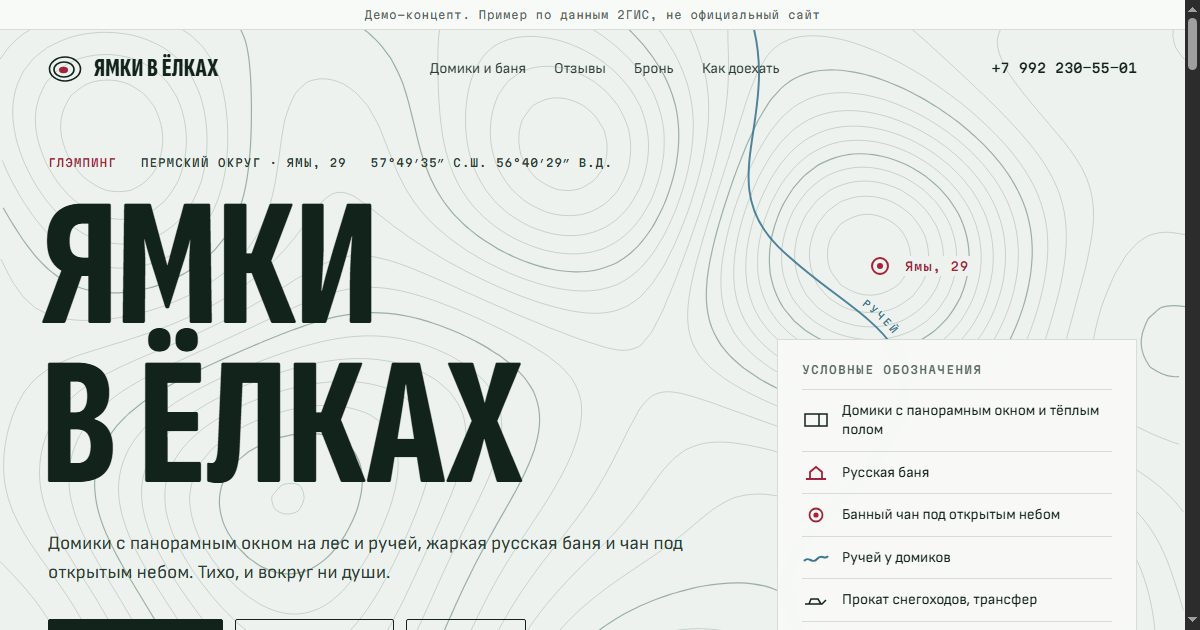 Демо-концепт. Пример по данным 2ГИС, не официальный сайт
ЯМКИ В ЁЛКАХ
Домики и баня Отзывы Бронь Как доехать
+7 992 230-55-01
ГЛЭМПИНГ ПЕРМСКИЙ ОКРУГ · ЯМЫ, 29 57°49′35″ С.Ш. 56°40′29″ В.Д.
ЯМКИ
В ЁЛКАХ
Ямы, 29
РУЧЕЙ
Домики с панорамным окном на лес и ручей, жаркая русская баня и чан под
открытым небом. Тихо, и вокруг ни души.
УСЛОВНЫЕ ОБОЗНАЧЕНИЯ
Домики с панорамным окном и тёплым
полом
Русская баня
Банный чан под открытым небом
Ручей у домиков
Прокат снегоходов, трансфер